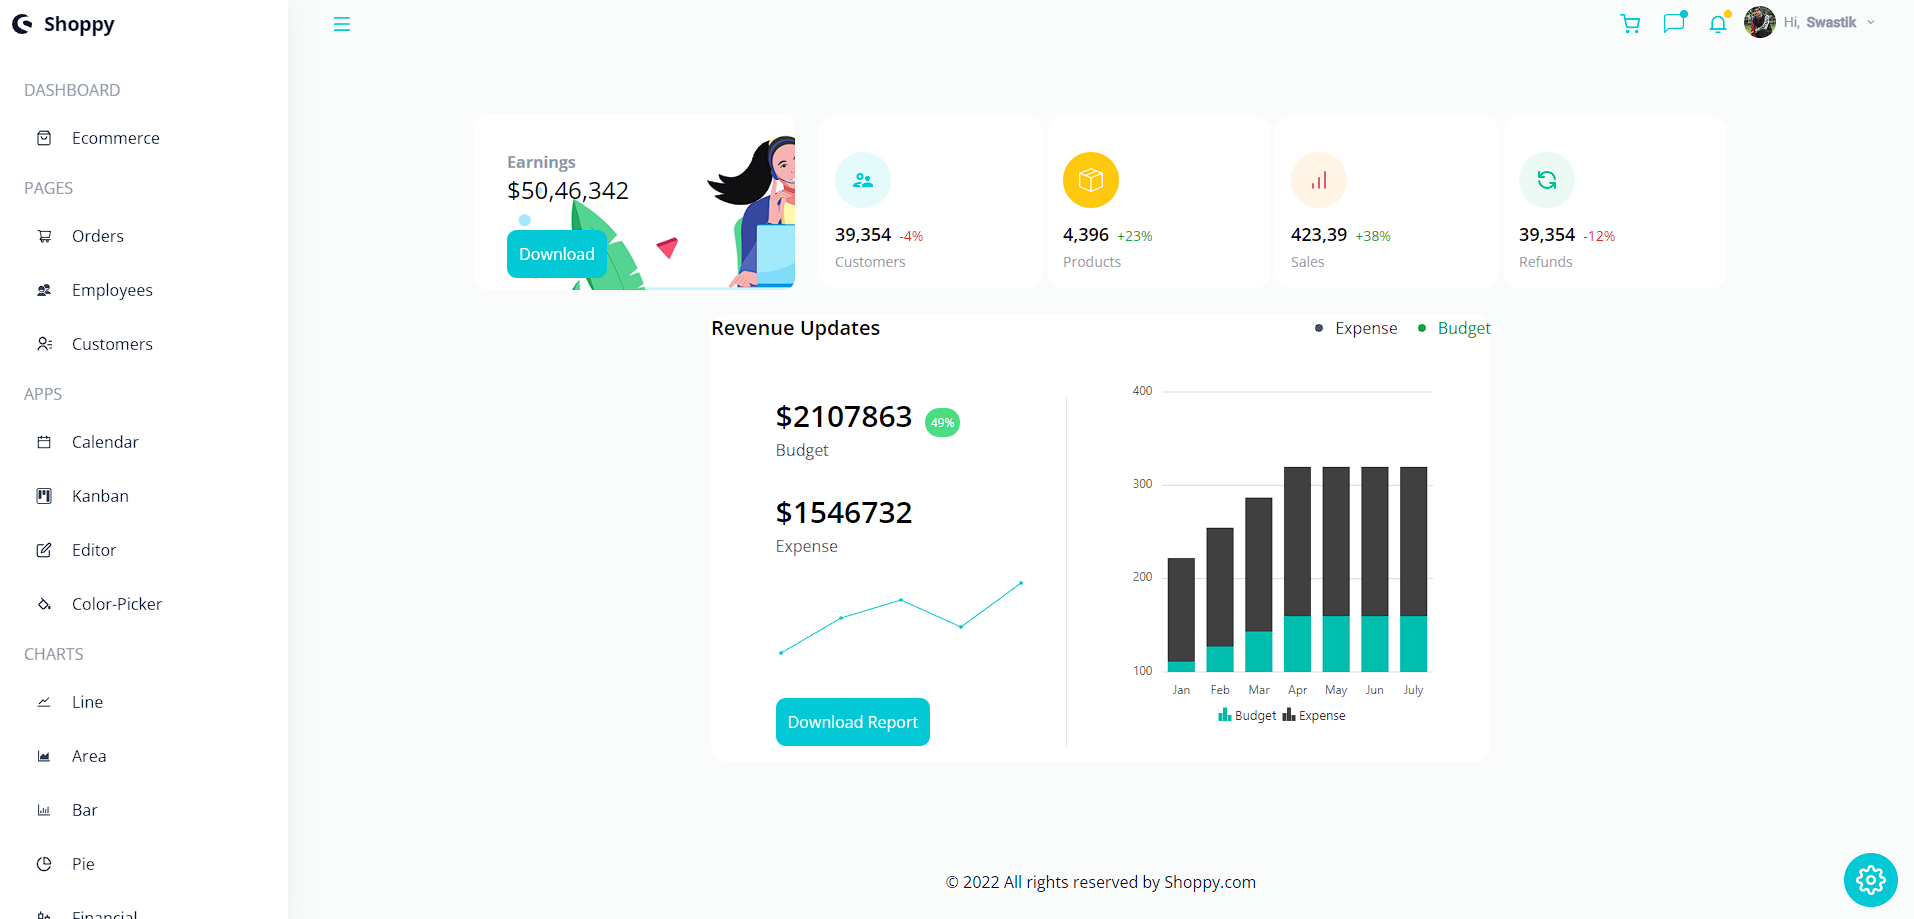 Shoppy
Hi, Swastik
DASHBOARD
Ecommerce
PAGES
Orders
Employees
Customers
APPS
Calendar
Kanban
Editor
Color-Picker
CHARTS
Line
Area
Bar
Pie
Financial
Earnings
$50,46,342
Download
39,354 -4%
Customers
4,396 +23%
Products
423,39 +38%
Sales
39,354 -12%
Refunds
Revenue Updates
Expense
Budget
$2107863 49%
Budget
$1546732
Expense
Download Report
400
300
200
100
Jan Feb Mar Apr May Jun July
Budget Expense
© 2022 All rights reserved by Shoppy.com